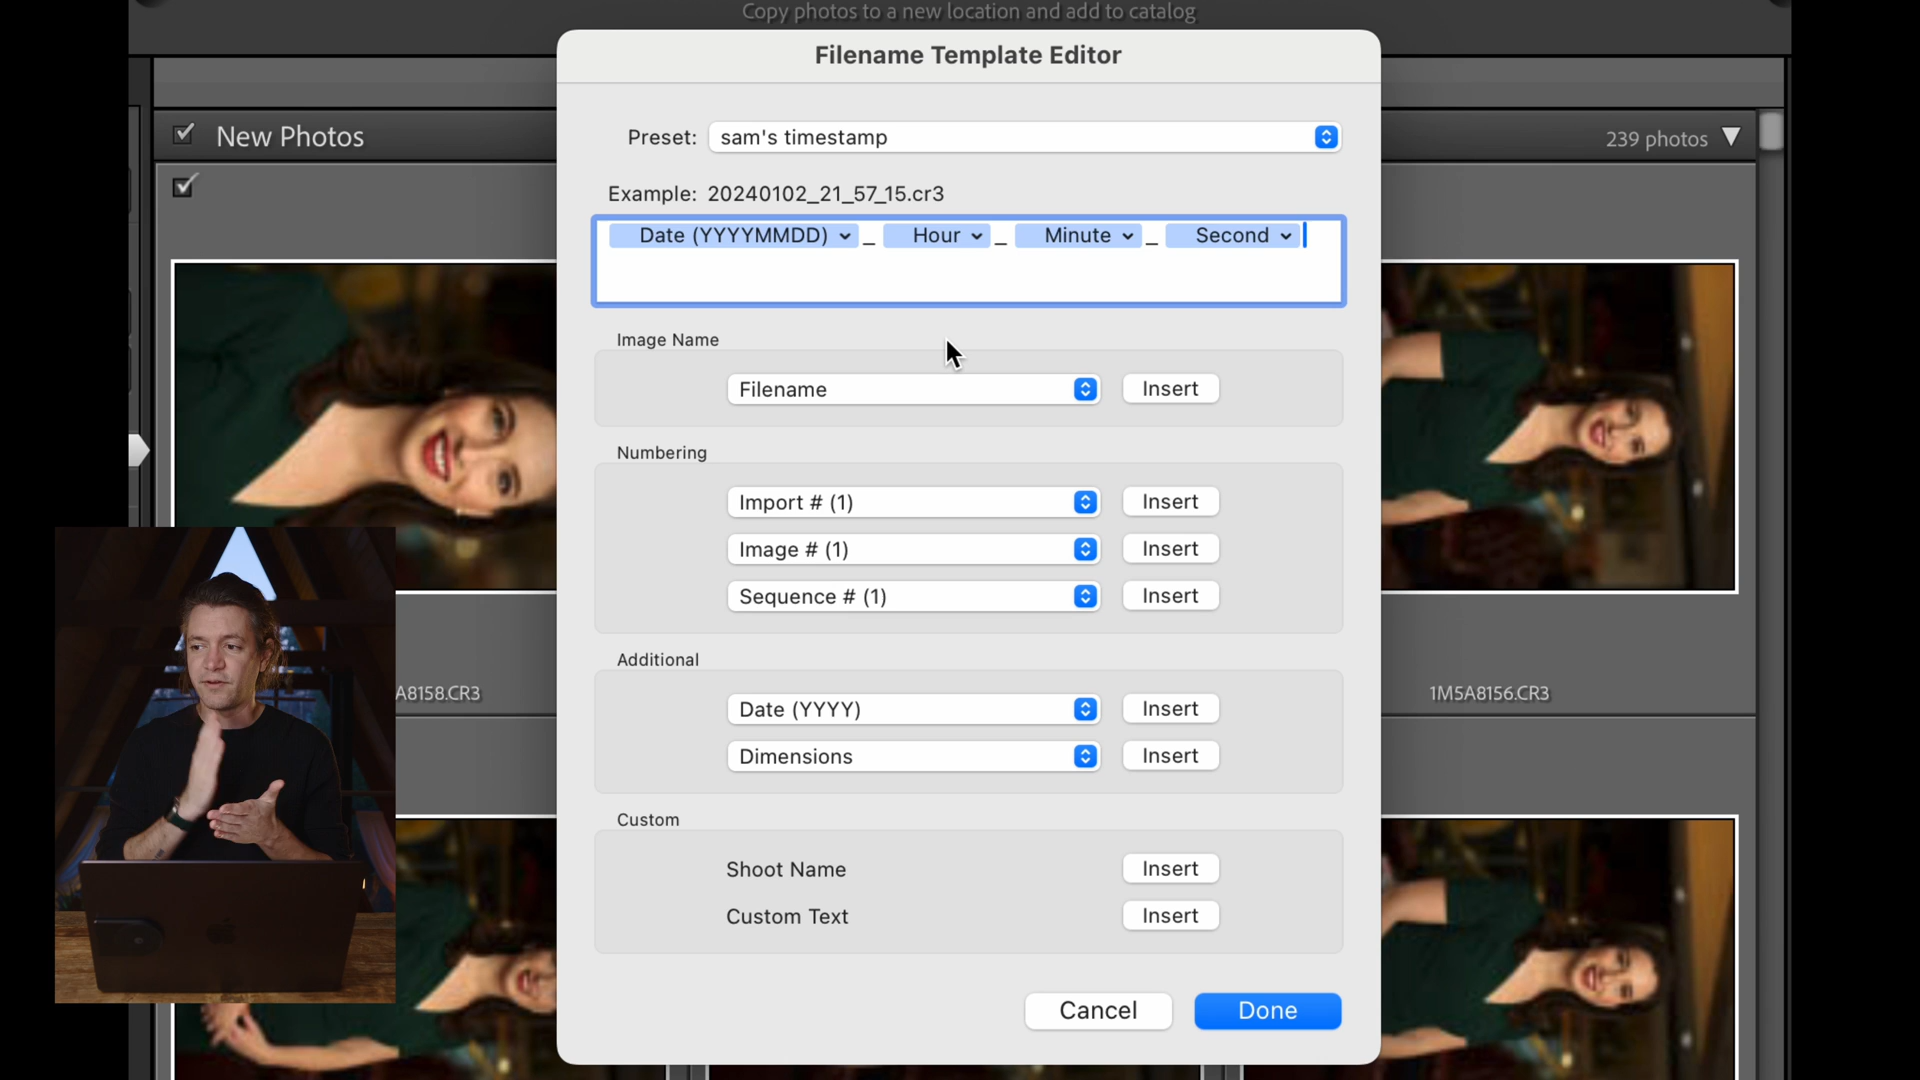 Copy photos to a new location and add to catalog
Filename Template Editor
New Photos
239 photos
Preset: sam's timestamp
Example: 20240102_21_57_15.cr3
Date (YYYYMMDD) _ Hour _ Minute _ Second
Image Name
Filename Insert
Numbering
Import # (1) Insert
Image # (1) Insert
Sequence # (1) Insert
Additional
Date (YYYY) Insert
Dimensions Insert
A8158.CR3
1M5A8156.CR3
Custom
Shoot Name Insert
Custom Text Insert
Cancel Done